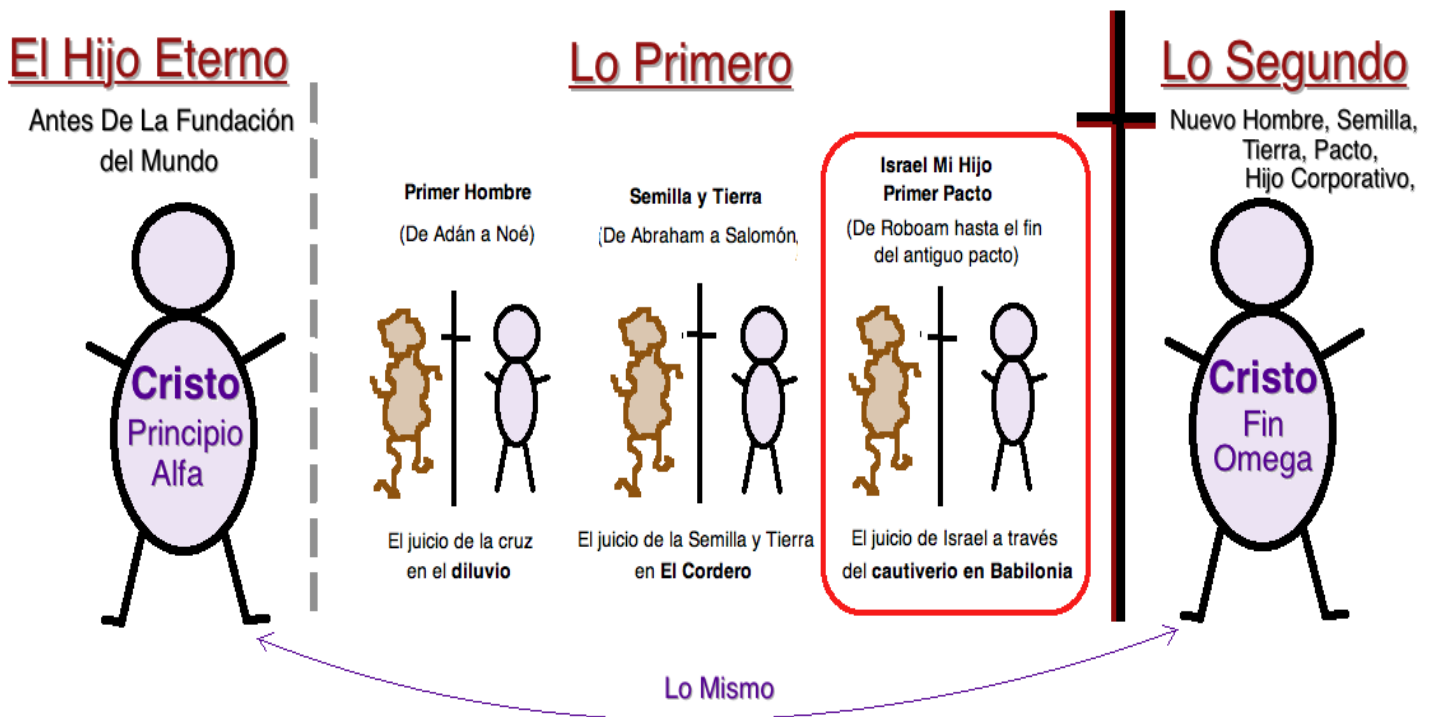 El Hijo Eterno
Antes De La Fundación
del Mundo
Cristo
Principio
Alfa
Lo Primero
Primer Hombre
(De Adán a Noé)
El juicio de la cruz
en el diluvio
Semilla y Tierra
(De Abraham a Salomón,
El juicio de la Semilla y Tierra
en El Cordero
Israel Mi Hijo
Primer Pacto
(De Roboam hasta el fin
del antiguo pacto)
El juicio de Israel a través
del cautiverio en Babilonia
Lo Segundo
Nuevo Hombre, Semilla,
Tierra, Pacto,
Hijo Corporativo,
Cristo
Fin
Omega
Lo Mismo